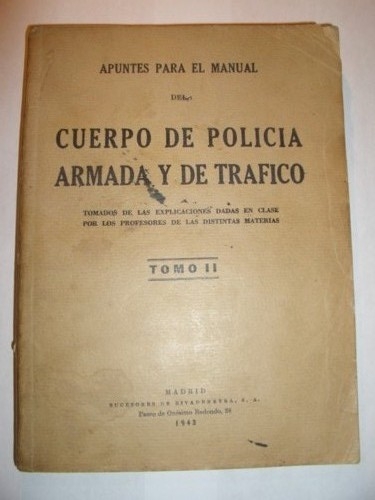 APUNTES PARA EL MANUAL
DEL
CUERPO DE POLICIA
ARMADA Y DE TRAFICO
TOMADOS DE LAS EXPLICACIONES DADAS EN CLASE
POR LOS PROFESORES DE LAS DISTINTAS MATERIAS
TOMO II
MADRID
SUCESORES DE RIVADENEYRA, S. A.
Paseo de Onésimo Redondo, 26
1942